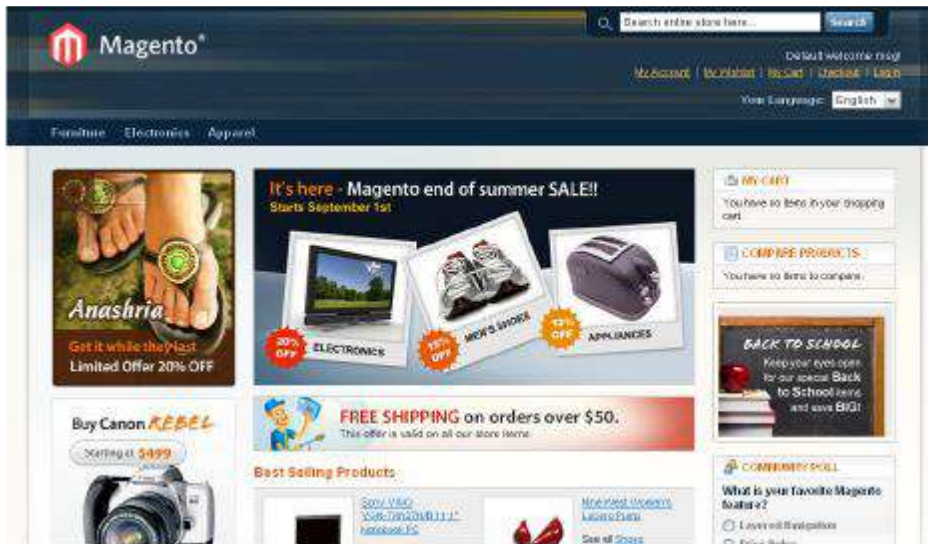 Magento®
Search entire store here...
Search
Default welcome msg!
My Account | My Wishlist | My Cart | Checkout | Log In
Your Language: English
Furniture Electronics Apparel
Anashria
Get it while they last
Limited Offer 20% OFF
Buy Canon REBEL
Starting at $499
It's here - Magento end of summer SALE!!
Starts September 1st
20% OFF
ELECTRONICS
15% OFF
MEN'S SHOES
OFF
APPLIANCES
FREE SHIPPING on orders over $50.
This offer is valid on all our store items.
Best Selling Products
Sony VAIO
Notebook PC
Nine West Women's
Pump
See all Shoes
MY CART
You have no items in your shopping
cart.
COMPARE PRODUCTS
You have no items to compare.
BACK TO SCHOOL
Keep your eyes open
for our special Back
to School items
and save BIG!
COMMUNITY POLL
What is your favorite Magento
feature?
Layered Navigation
Price Rules